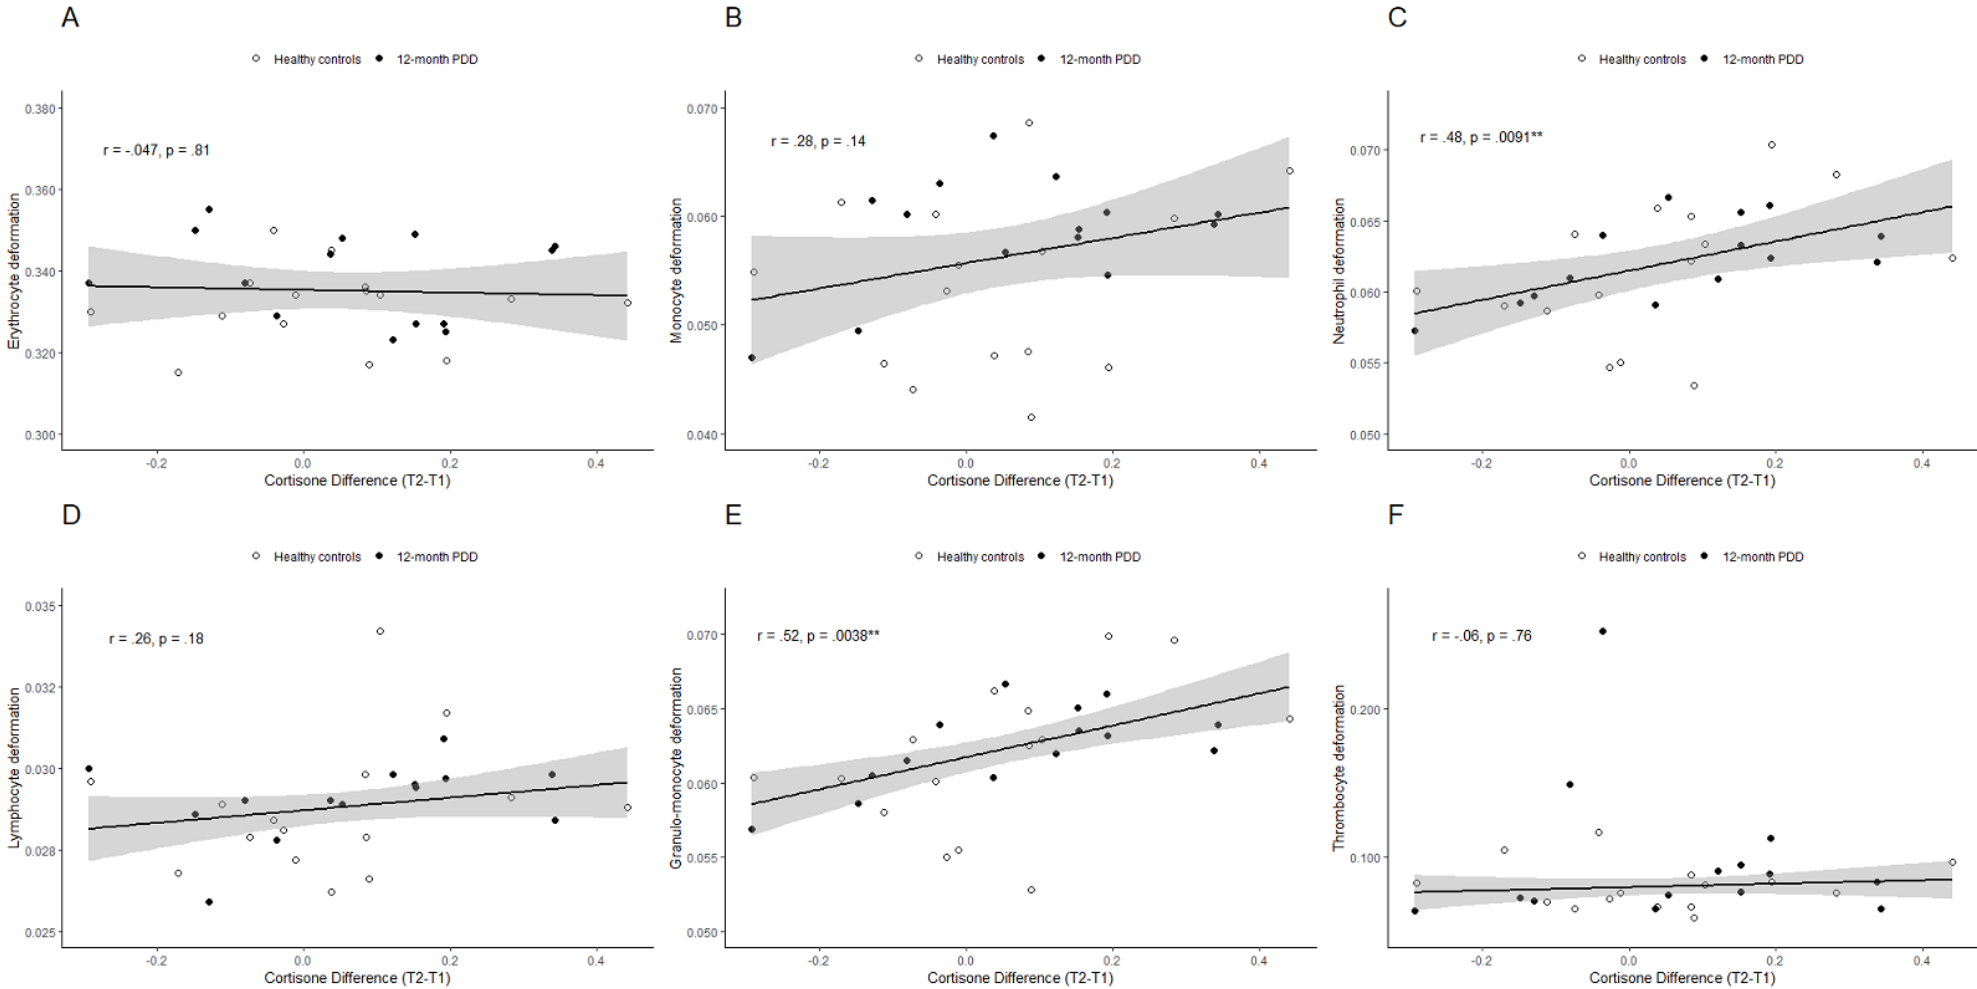 A
Healthy controls 12-month PDD
r = -.047, p = .81
0.380
0.360
0.340
0.320
0.300
Erythrocyte deformation
-0.2 0.0 0.2 0.4
Cortisone Difference (T2-T1)
B
Healthy controls 12-month PDD
r = .28, p = .14
0.070
0.060
0.050
0.040
Monocyte deformation
-0.2 0.0 0.2 0.4
Cortisone Difference (T2-T1)
C
Healthy controls 12-month PDD
r = .48, p = .0091**
0.070
0.065
0.060
0.055
0.050
Neutrophil deformation
-0.2 0.0 0.2 0.4
Cortisone Difference (T2-T1)
D
Healthy controls 12-month PDD
r = .26, p = .18
0.035
0.032
0.030
0.028
0.025
Lymphocyte deformation
-0.2 0.0 0.2 0.4
Cortisone Difference (T2-T1)
E
Healthy controls 12-month PDD
r = .52, p = .0038**
0.070
0.065
0.060
0.055
0.050
Granulo-monocyte deformation
-0.2 0.0 0.2 0.4
Cortisone Difference (T2-T1)
F
Healthy controls 12-month PDD
r = -.06, p = .76
0.200
0.100
Thrombocyte deformation
-0.2 0.0 0.2 0.4
Cortisone Difference (T2-T1)